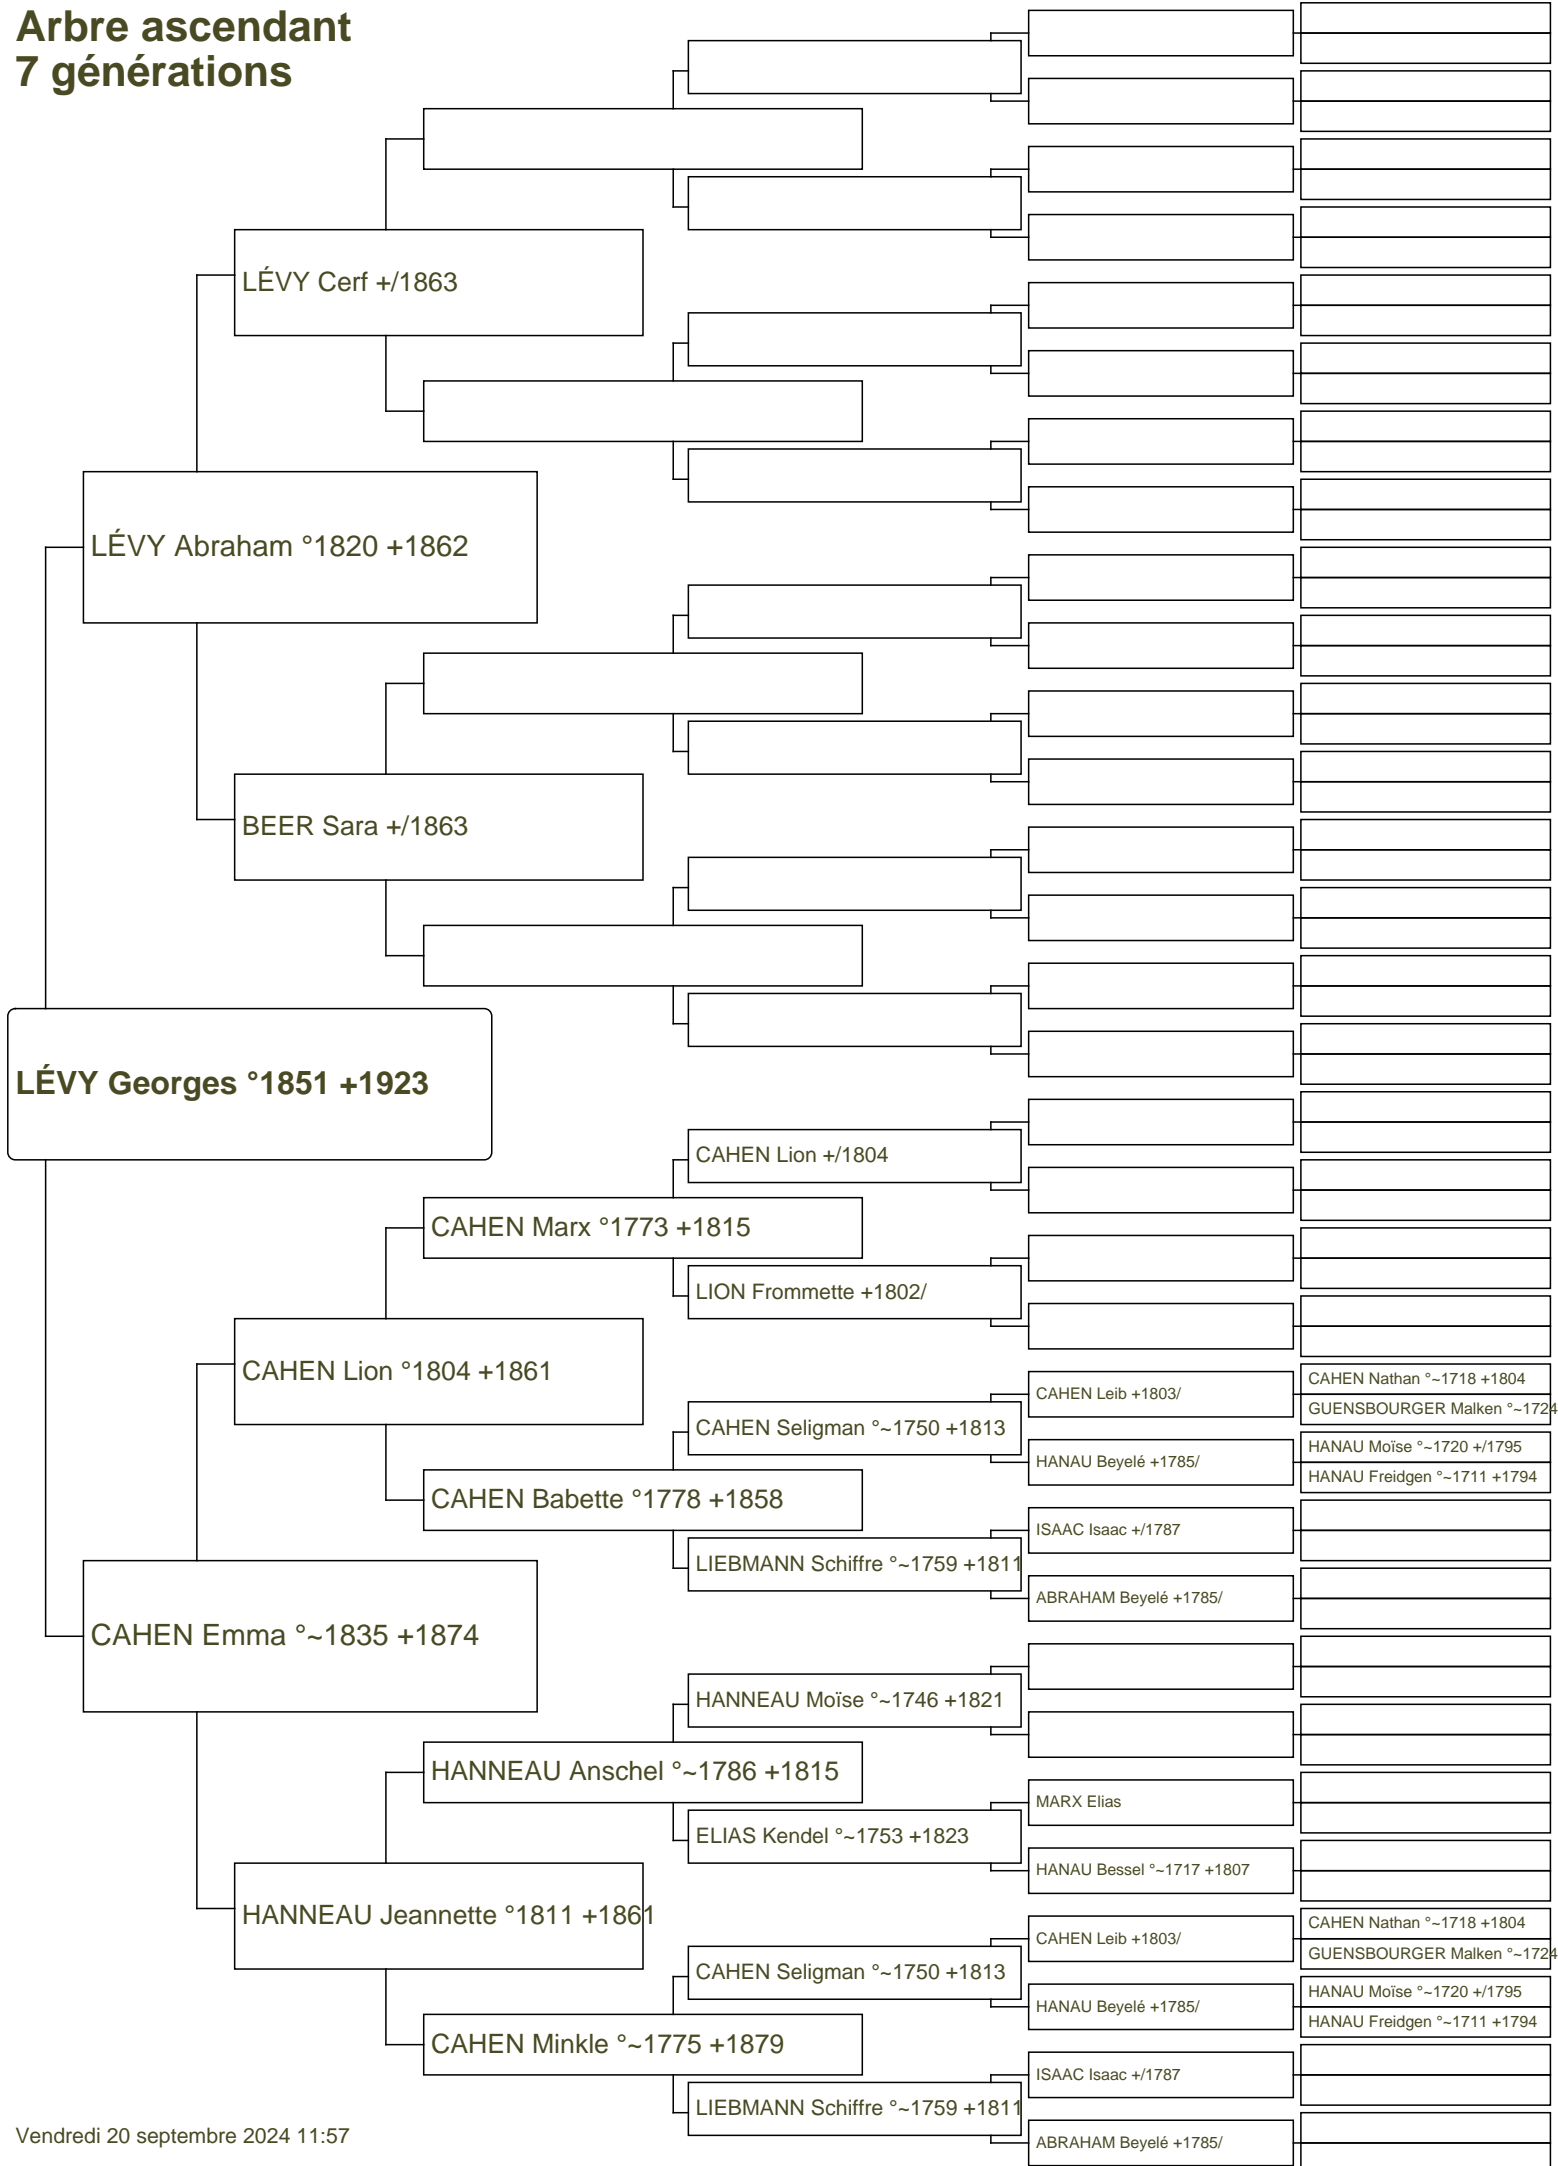 Arbre ascendant
7 générations
LÉVY Cerf +/1863
LÉVY Abraham °1820 +1862
BEER Sara +/1863
LÉVY Georges °1851 +1923
CAHEN Lion +/1804
CAHEN Marx °1773 +1815
LION Frommette +1802/
CAHEN Lion °1804 +1861
CAHEN Nathan °~1718 +1804
CAHEN Leib +1803/
GUENSBOURGER Malken °~1724
CAHEN Seligman °~1750 +1813
HANAU Moïse °~1720 +/1795
HANAU Beyelé +1785/
HANAU Freidgen °~1711 +1794
CAHEN Babette °1778 +1858
ISAAC Isaac +/1787
LIEBMANN Schiffre °~1759 +1811
ABRAHAM Beyelé +1785/
CAHEN Emma °~1835 +1874
HANNEAU Moïse °~1746 +1821
HANNEAU Anschel °~1786 +1815
MARX Elias
ELIAS Kendel °~1753 +1823
HANAU Bessel °~1717 +1807
HANNEAU Jeannette °1811 +1861
CAHEN Nathan °~1718 +1804
CAHEN Leib +1803/
GUENSBOURGER Malken °~1724
CAHEN Seligman °~1750 +1813
HANAU Moïse °~1720 +/1795
HANAU Beyelé +1785/
HANAU Freidgen °~1711 +1794
CAHEN Minkle °~1775 +1879
ISAAC Isaac +/1787
LIEBMANN Schiffre °~1759 +1811
ABRAHAM Beyelé +1785/
Vendredi 20 septembre 2024 11:57